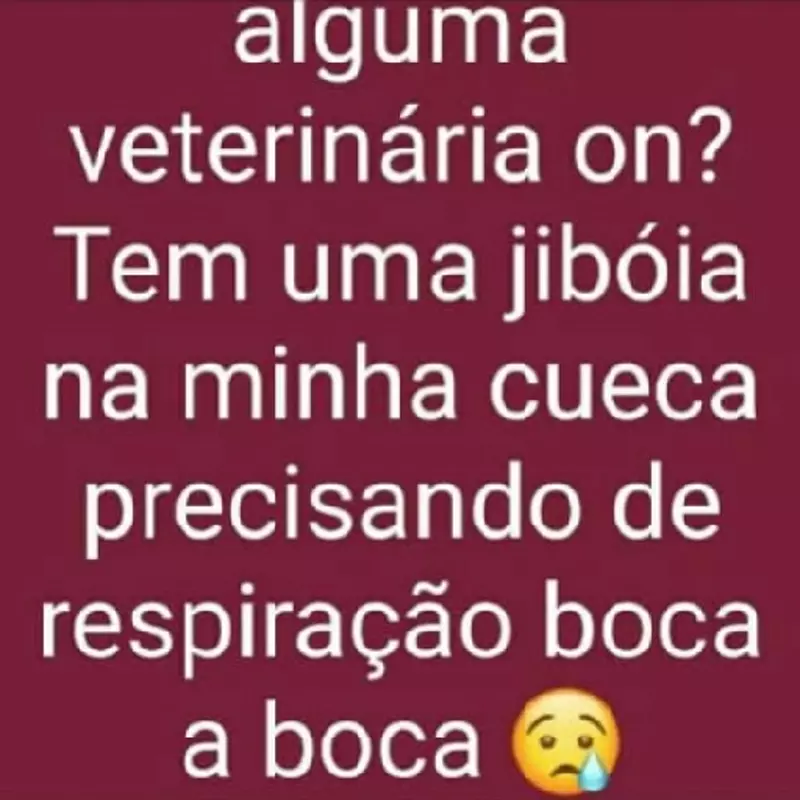 alguma
veterinária on?
Tem uma jibóia
na minha cueca
precisando de
respiração boca
a boca 😢